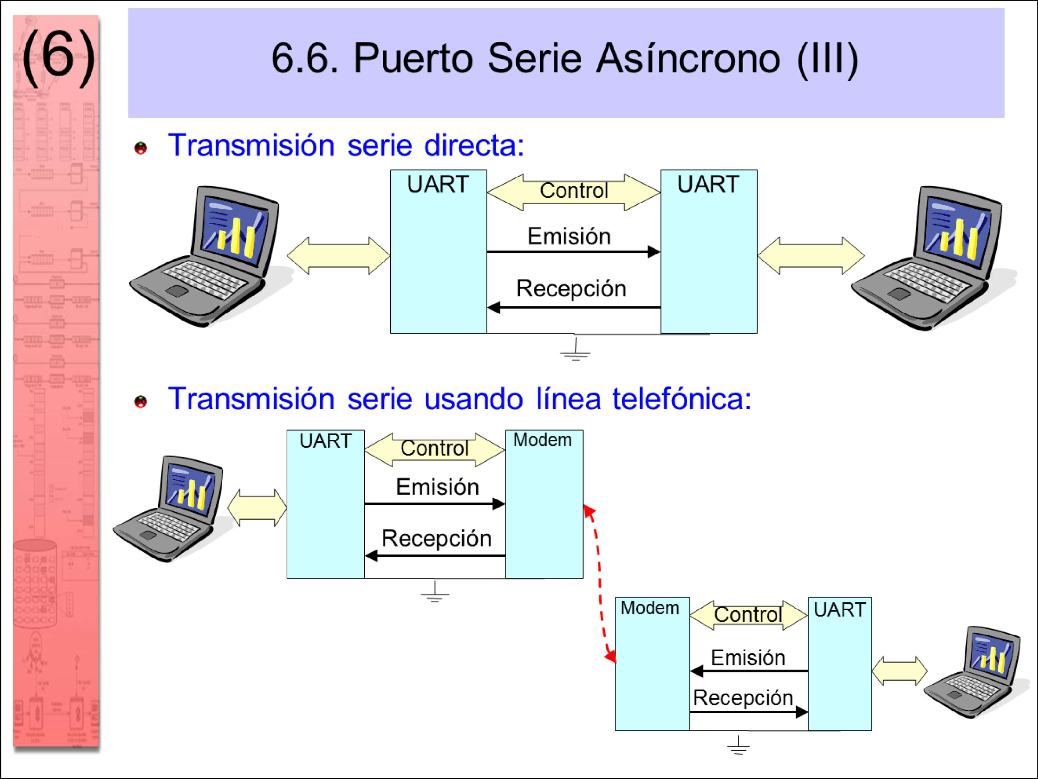 (6)
6.6. Puerto Serie Asíncrono (III)
Transmisión serie directa:
UART
Control
UART
Emisión
Recepción
Transmisión serie usando línea telefónica:
UART
Control
Modem
Emisión
Recepción
Modem
Control
UART
Emisión
Recepción